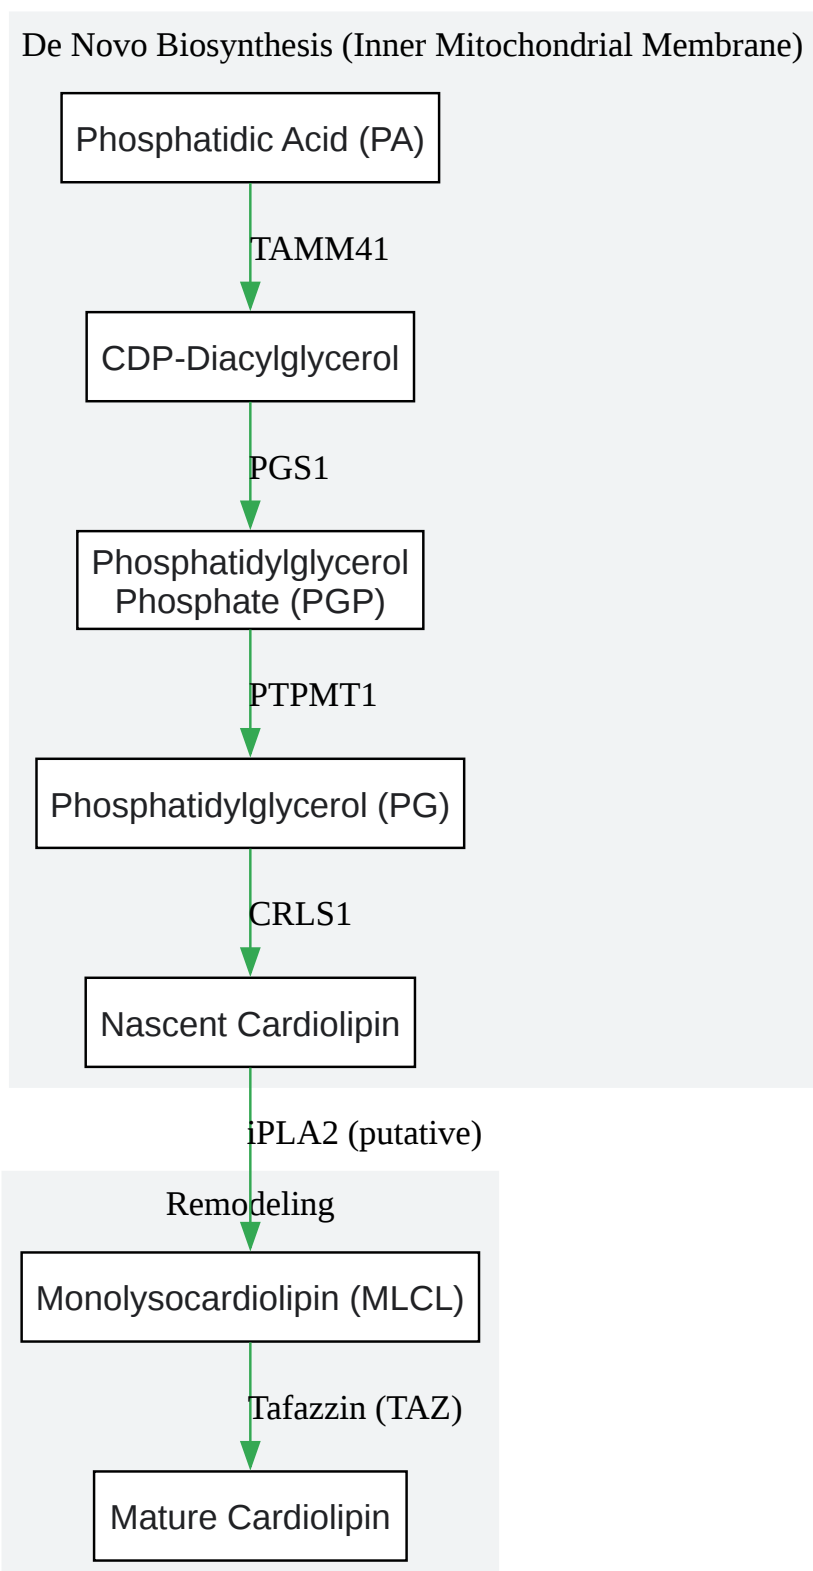 De Novo Biosynthesis (Inner Mitochondrial Membrane)
Phosphatidic Acid (PA)
TAMM41
CDP-Diacylglycerol
PGS1
Phosphatidylglycerol
Phosphate (PGP)
PTPMT1
Phosphatidylglycerol (PG)
CRLS1
Nascent Cardiolipin
iPLA2 (putative)
Remodeling
Monolysocardiolipin (MLCL)
Tafazzin (TAZ)
Mature Cardiolipin